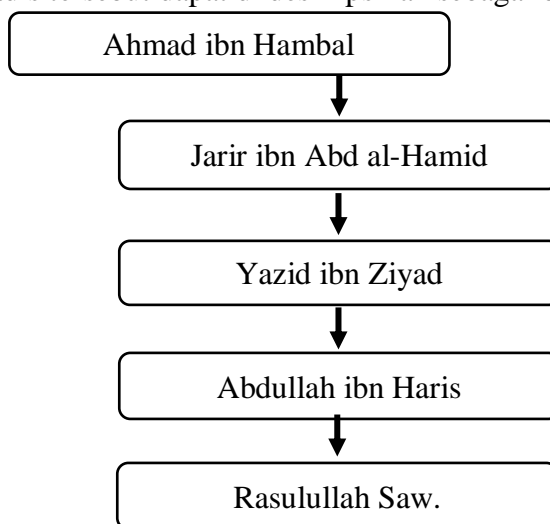 Ahmad ibn Hambal
Jarir ibn Abd al-Hamid
Yazid ibn Ziyad
Abdullah ibn Haris
Rasulullah Saw.